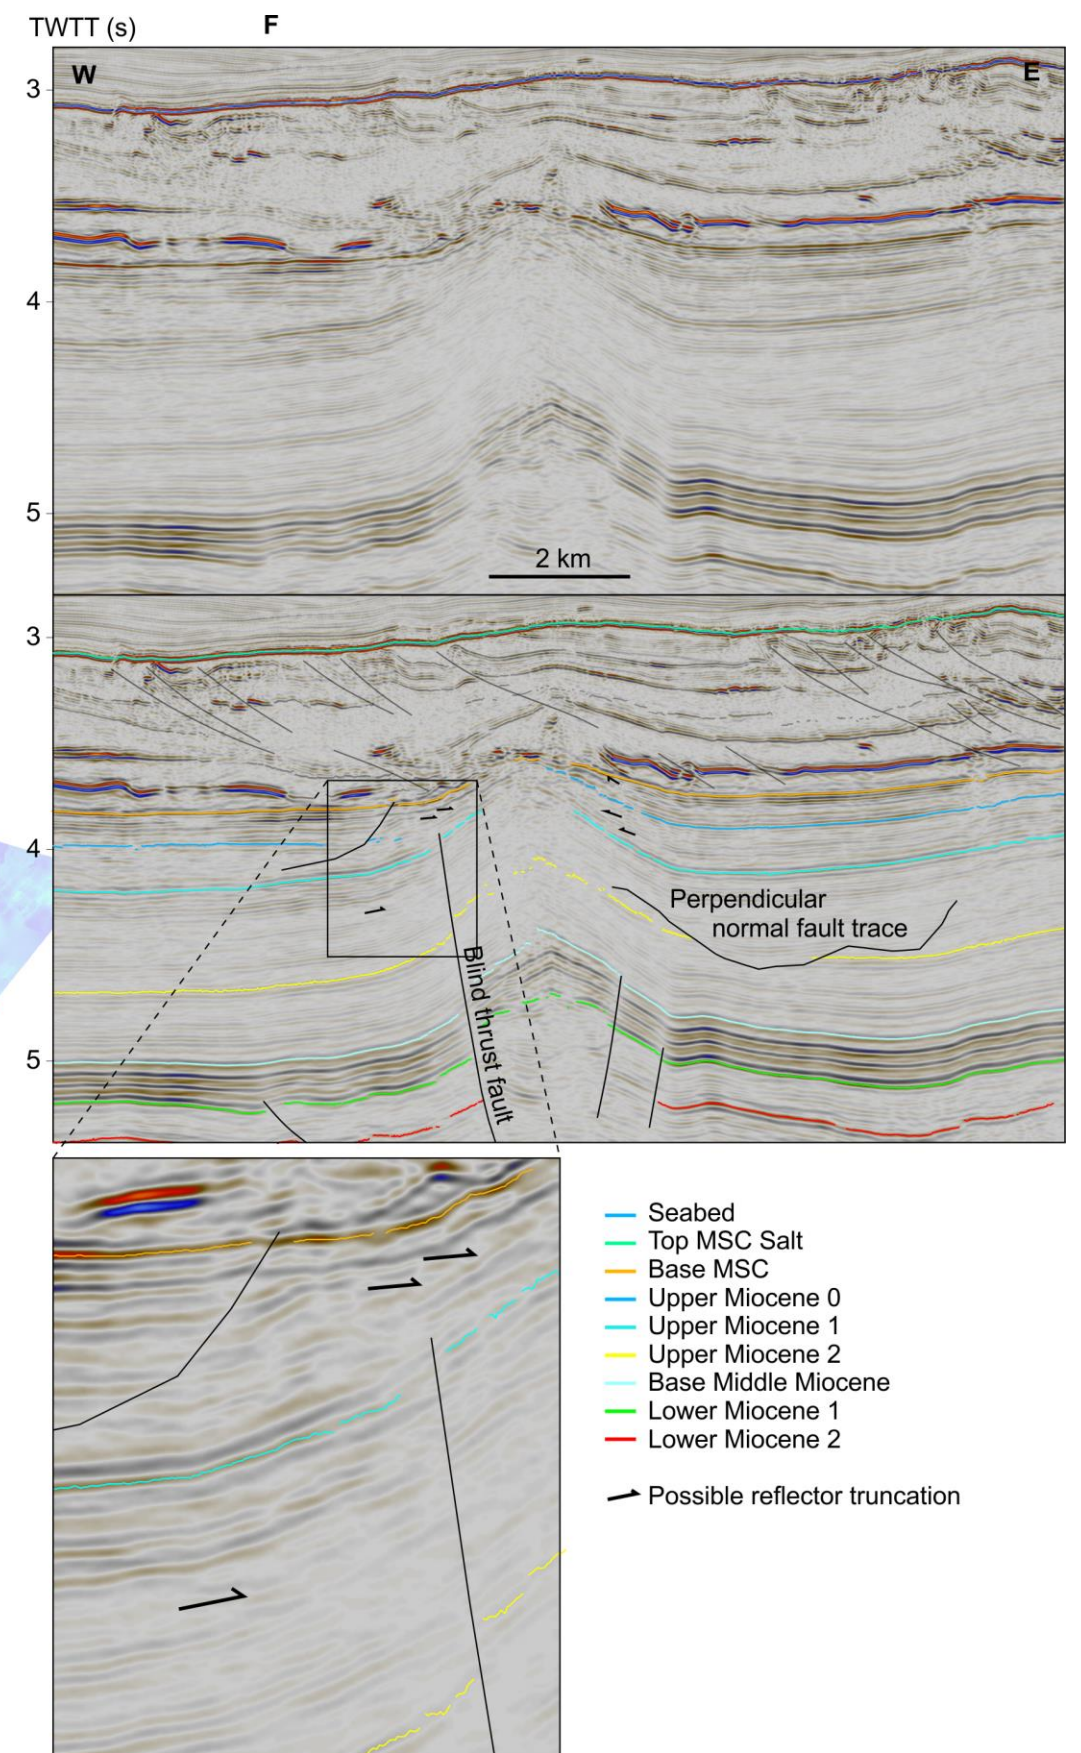 TWTT (s)
F
W
E
3
4
5
2 km
3
4
5
Perpendicular
normal fault trace
Blind thrust fault
Seabed
Top MSC Salt
Base MSC
Upper Miocene 0
Upper Miocene 1
Upper Miocene 2
Base Middle Miocene
Lower Miocene 1
Lower Miocene 2
Possible reflector truncation